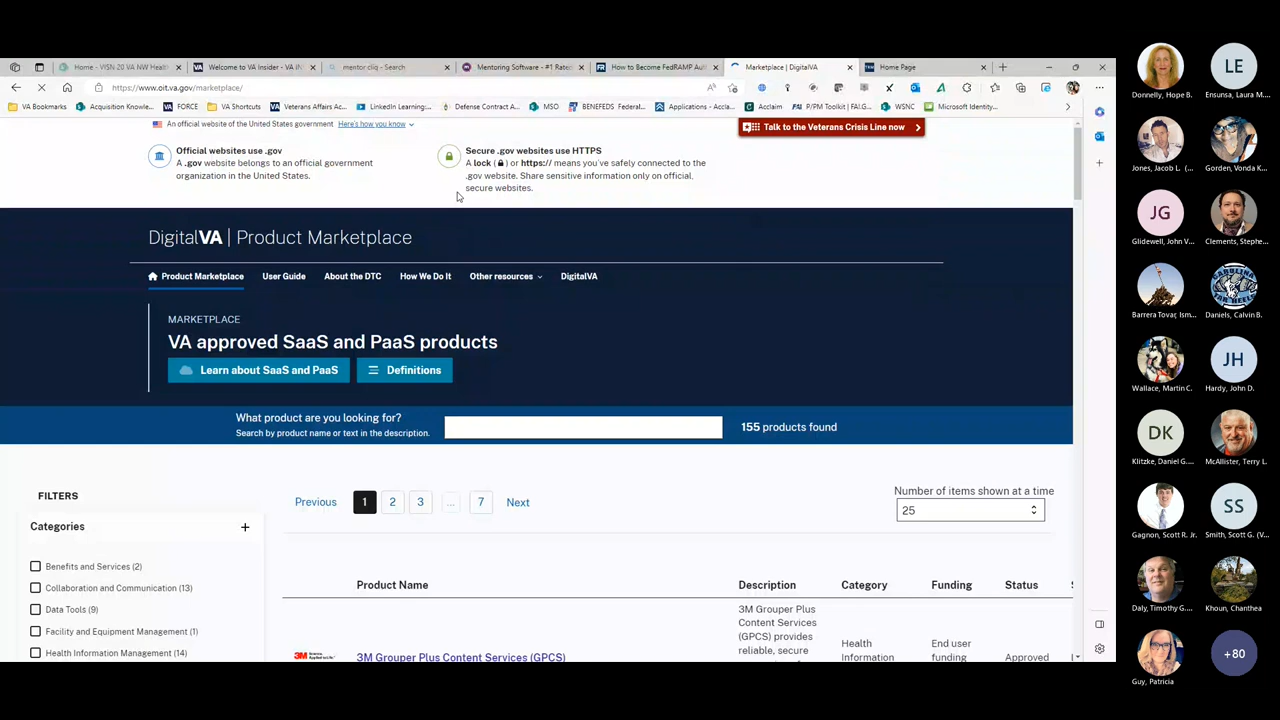 Home - VISN-20 VA NW Healt
Welcome to VA Insider - VA IN
mentor cliq - Search
Mentoring Software - #1 Rate
How to Become FedRAMP Auth
Marketplace | DigitalVA
Home Page
https://www.oit.va.gov/marketplace/
VA Bookmarks
Acquisition Knowle...
FORCE
VA Shortcuts
Veterans Affairs Ac...
LinkedIn Learning:...
Defense Contract A...
MSO
BENEFEDS Federal...
Applications - Accla...
Acclaim
P/PM Toolkit | FAI.G...
WSNC
Microsoft Identity...
An official website of the United States government
Here's how you know
Talk to the Veterans Crisis Line now
Official websites use .gov
A .gov website belongs to an official government
organization in the United States.
Secure .gov websites use HTTPS
A lock ( ) or https:// means you've safely connected to the
.gov website. Share sensitive information only on official,
secure websites.
DigitalVA | Product Marketplace
Product Marketplace
User Guide
About the DTC
How We Do It
Other resources
DigitalVA
MARKETPLACE
VA approved SaaS and PaaS products
Learn about SaaS and PaaS
Definitions
What product are you looking for?
Search by product name or text in the description.
155 products found
FILTERS
Categories
Benefits and Services (2)
Collaboration and Communication (13)
Data Tools (9)
Facility and Equipment Management (1)
Health Information Management (14)
Previous
1
2
3
...
7
Next
Number of items shown at a time
25
Product Name
Description
Category
Funding
Status
3M Grouper Plus Content Services (GPCS)
3M Grouper Plus
Content Services
(GPCS) provides
reliable, secure
Health
Information
End user
funding
Approved
Donnelly, Hope B.
LE
Ensunsa, Laura M....
Jones, Jacob L. (...
Gorden, Vonda K...
JG
Glidewell, John V...
Clements, Stephe...
Barrera Tovar, Ism...
Daniels, Calvin B.
Wallace, Martin C.
JH
Hardy, John D.
DK
Klitzke, Daniel G....
McAllister, Terry L.
Gagnon, Scott R. Jr.
SS
Smith, Scott G. (V...
Daly, Timothy G....
Khoun, Chanthea
Guy, Patricia
+80